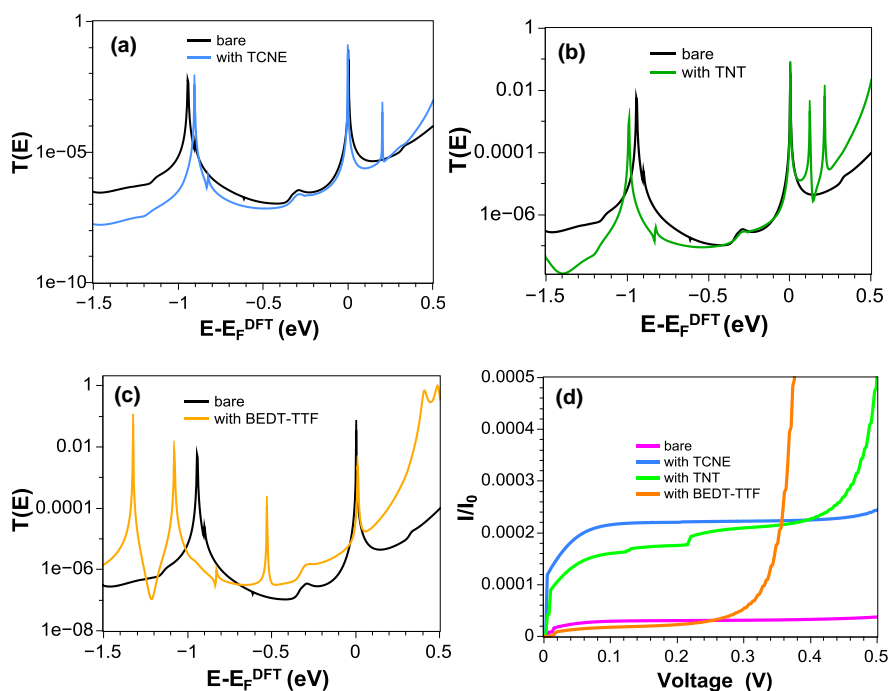 (a)
bare
with TCNE
T(E)
1
1e−05
1e−10
−1.5
−1
−0.5
0
0.5
E-E_F^DFT (eV)
(b)
bare
with TNT
T(E)
1
0.01
0.0001
1e−06
−1.5
−1
−0.5
0
0.5
E-E_F^DFT (eV)
(c)
bare
with BEDT-TTF
T(E)
1
0.01
0.0001
1e−06
1e−08
−1.5
−1
−0.5
0
0.5
E-E_F^DFT (eV)
(d)
bare
with TCNE
with TNT
with BEDT-TTF
I/I_0
0.0005
0.0004
0.0003
0.0002
0.0001
0
0
0.1
0.2
0.3
0.4
0.5
Voltage (V)